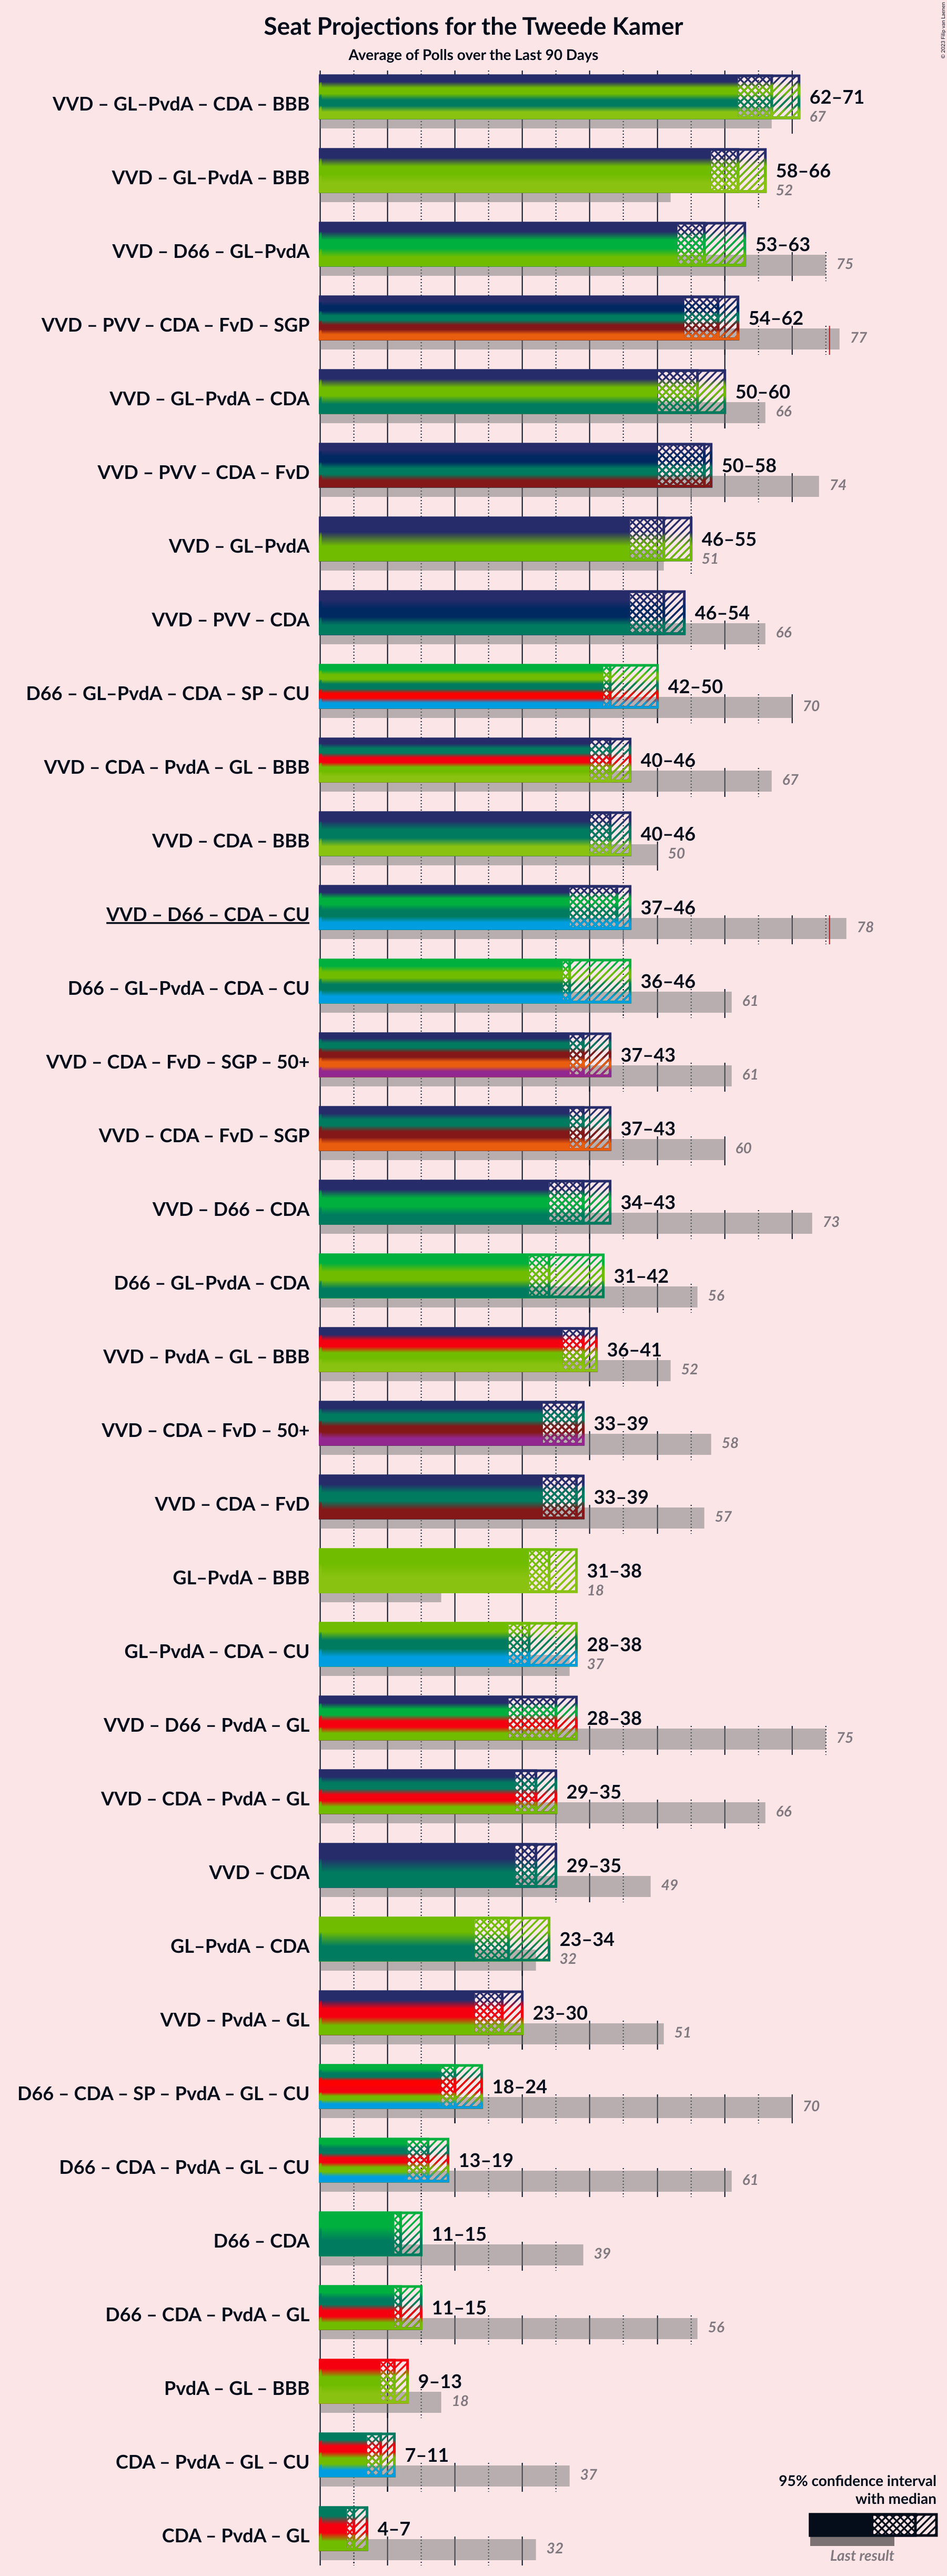 Seat Projections for the Tweede Kamer
Average of Polls over the Last 90 Days
© 2023 Filip van Laenen
VVD – GL–PvdA – CDA – BBB
62–71
67
VVD – GL–PvdA – BBB
58–66
52
VVD – D66 – GL–PvdA
53–63
75
VVD – PVV – CDA – FvD – SGP
54–62
77
VVD – GL–PvdA – CDA
50–60
66
VVD – PVV – CDA – FvD
50–58
74
VVD – GL–PvdA
46–55
51
VVD – PVV – CDA
46–54
66
D66 – GL–PvdA – CDA – SP – CU
42–50
70
VVD – CDA – PvdA – GL – BBB
40–46
67
VVD – CDA – BBB
40–46
50
VVD – D66 – CDA – CU
37–46
78
D66 – GL–PvdA – CDA – CU
36–46
61
VVD – CDA – FvD – SGP – 50+
37–43
61
VVD – CDA – FvD – SGP
37–43
60
VVD – D66 – CDA
34–43
73
D66 – GL–PvdA – CDA
31–42
56
VVD – PvdA – GL – BBB
36–41
52
VVD – CDA – FvD – 50+
33–39
58
VVD – CDA – FvD
33–39
57
GL–PvdA – BBB
31–38
18
GL–PvdA – CDA – CU
28–38
37
VVD – D66 – PvdA – GL
28–38
75
VVD – CDA – PvdA – GL
29–35
66
VVD – CDA
29–35
49
GL–PvdA – CDA
23–34
32
VVD – PvdA – GL
23–30
51
D66 – CDA – SP – PvdA – GL – CU
18–24
70
D66 – CDA – PvdA – GL – CU
13–19
61
D66 – CDA
11–15
39
D66 – CDA – PvdA – GL
11–15
56
PvdA – GL – BBB
9–13
18
CDA – PvdA – GL – CU
7–11
37
CDA – PvdA – GL
4–7
32
95% confidence interval
with median
Last result